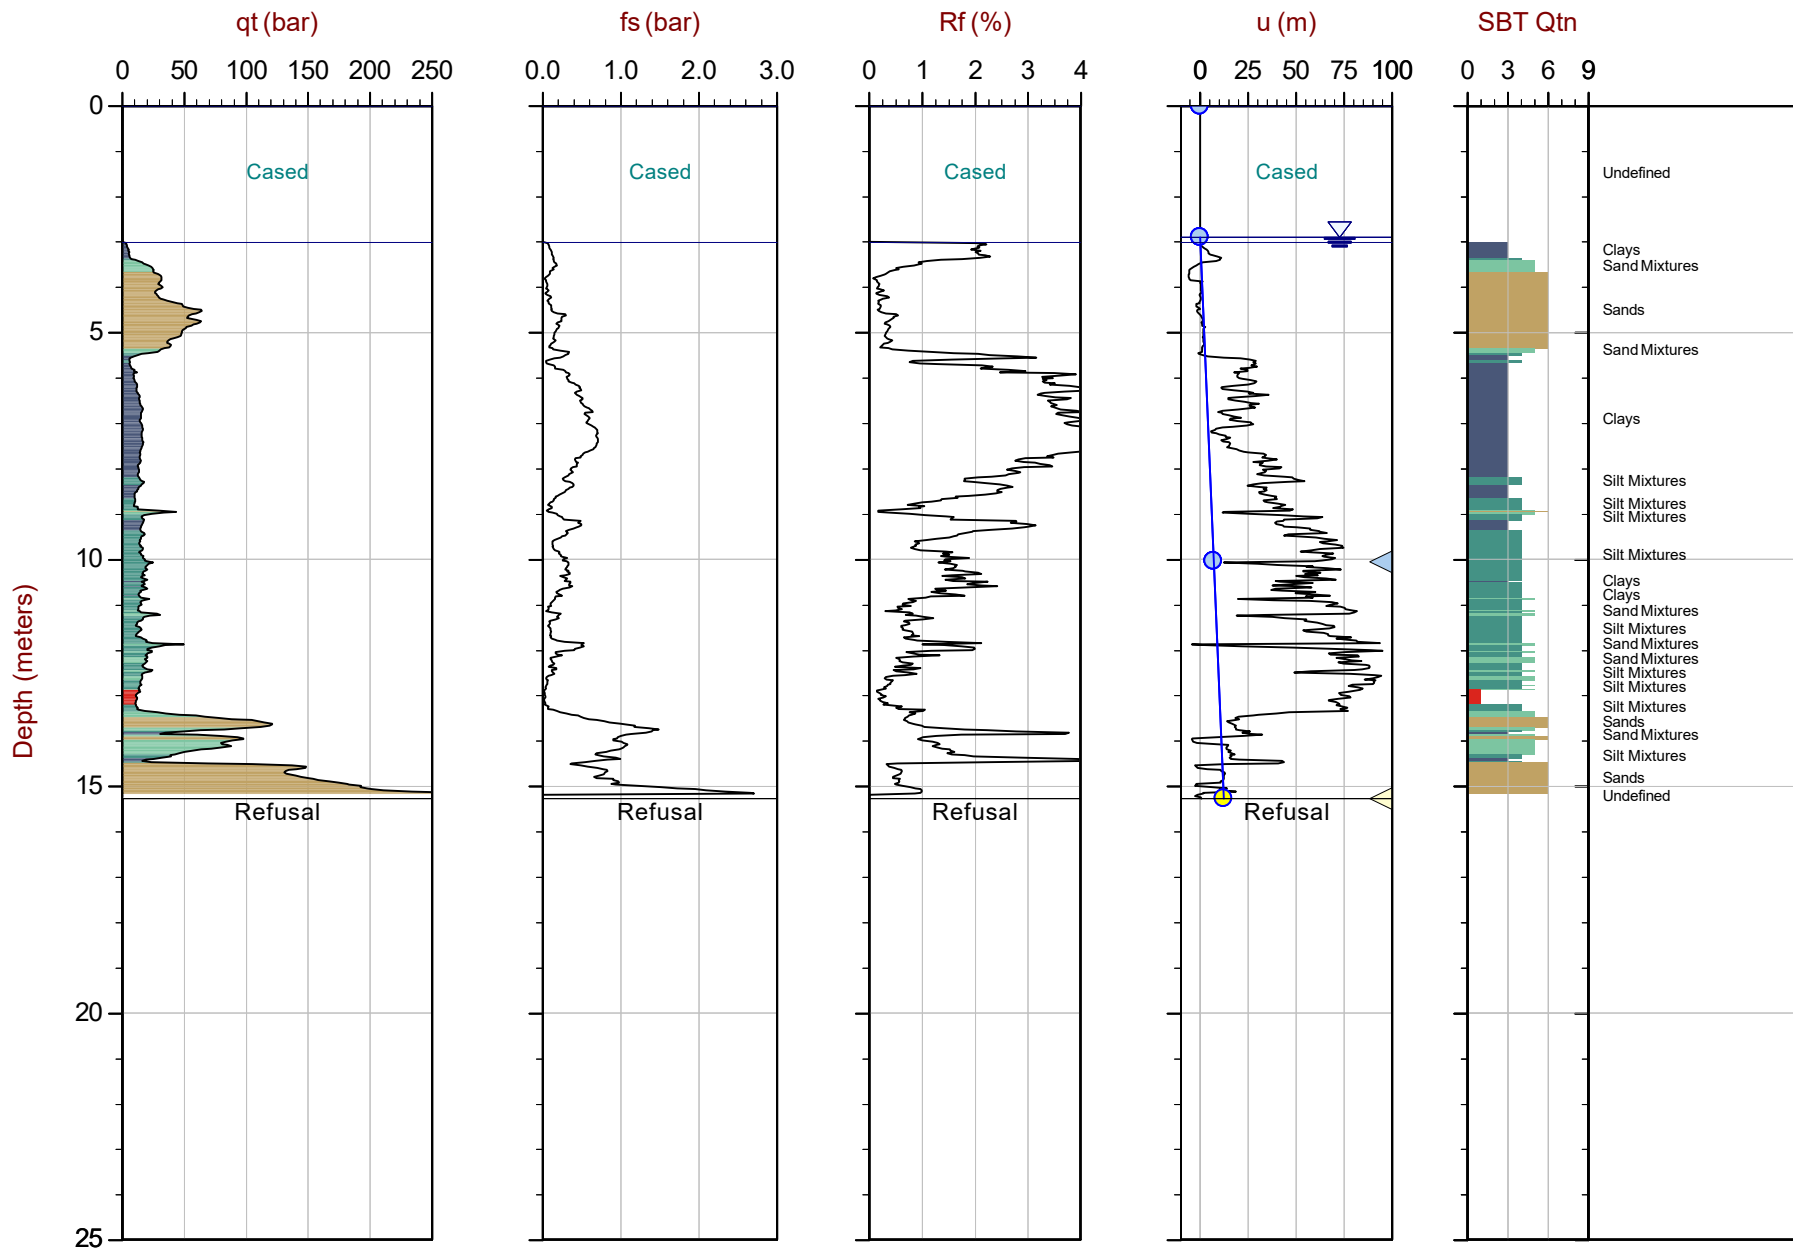 qt (bar) fs (bar) Rf (%) u (m) SBT Qtn
0 50 100 150 200 250 0.0 1.0 2.0 3.0 0 1 2 3 4 0 25 50 75 100 0 3 6 9
0
Cased Cased Cased Cased Undefined
Clays
Sand Mixtures
Sands
5
Sand Mixtures
Clays
Silt Mixtures
Silt Mixtures
Silt Mixtures
10 Silt Mixtures
Clays
Clays
Sand Mixtures
Silt Mixtures
Sand Mixtures
Sand Mixtures
Silt Mixtures
Silt Mixtures
Silt Mixtures
Sands
Sand Mixtures
Silt Mixtures
Sands
15
Undefined
Refusal Refusal Refusal Refusal
20
25
Depth (meters)